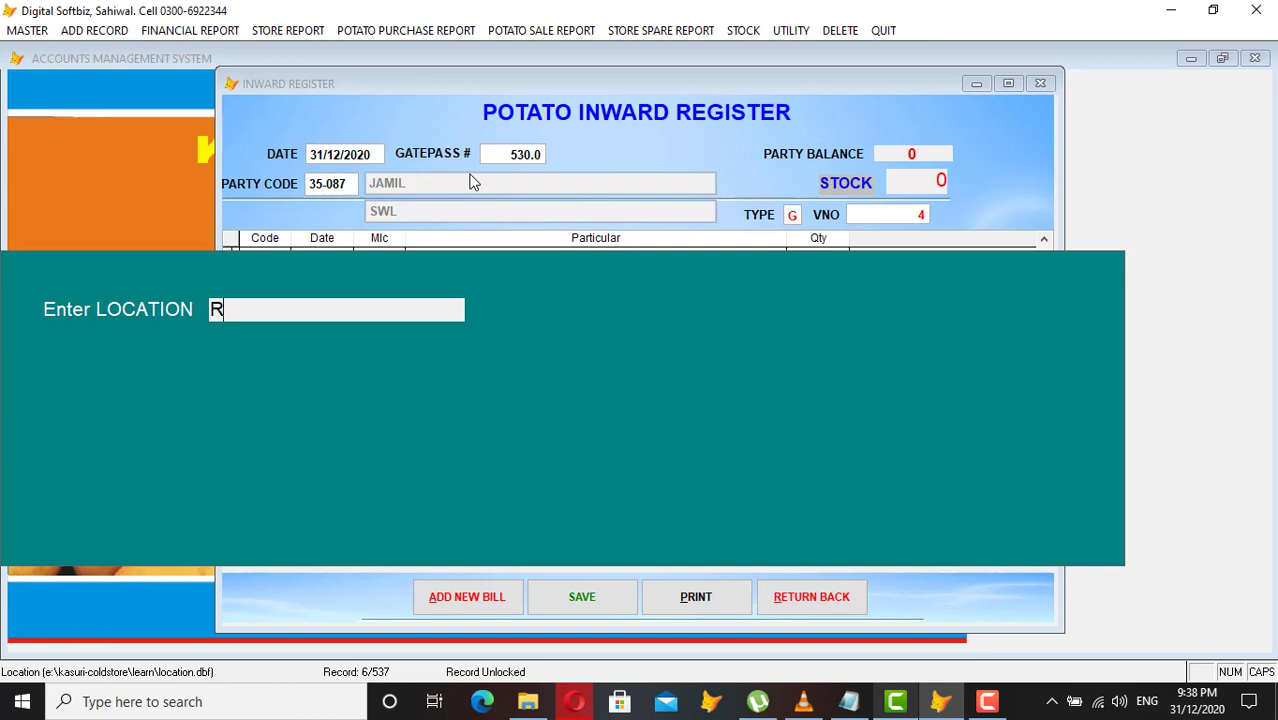 Digital Softbiz, Sahiwal. Cell 0300-6922344
MASTER ADD RECORD FINANCIAL REPORT STORE REPORT POTATO PURCHASE REPORT POTATO SALE REPORT STORE SPARE REPORT STOCK UTILITY DELETE QUIT
ACCOUNTS MANAGEMENT SYSTEM
INWARD REGISTER
POTATO INWARD REGISTER
DATE 31/12/2020 GATEPASS # 530.0 PARTY BALANCE 0
PARTY CODE 35-087 JAMIL STOCK 0
SWL TYPE G VNO 4
K
Code Date Mlc Particular Qty
Enter LOCATION R
ADD NEW BILL SAVE PRINT RETURN BACK
Location (e:\kasuri-coldstore\learn\location.dbf) Record: 6/537 Record Unlocked NUM CAPS
Type here to search ENG 9:38 PM
31/12/2020